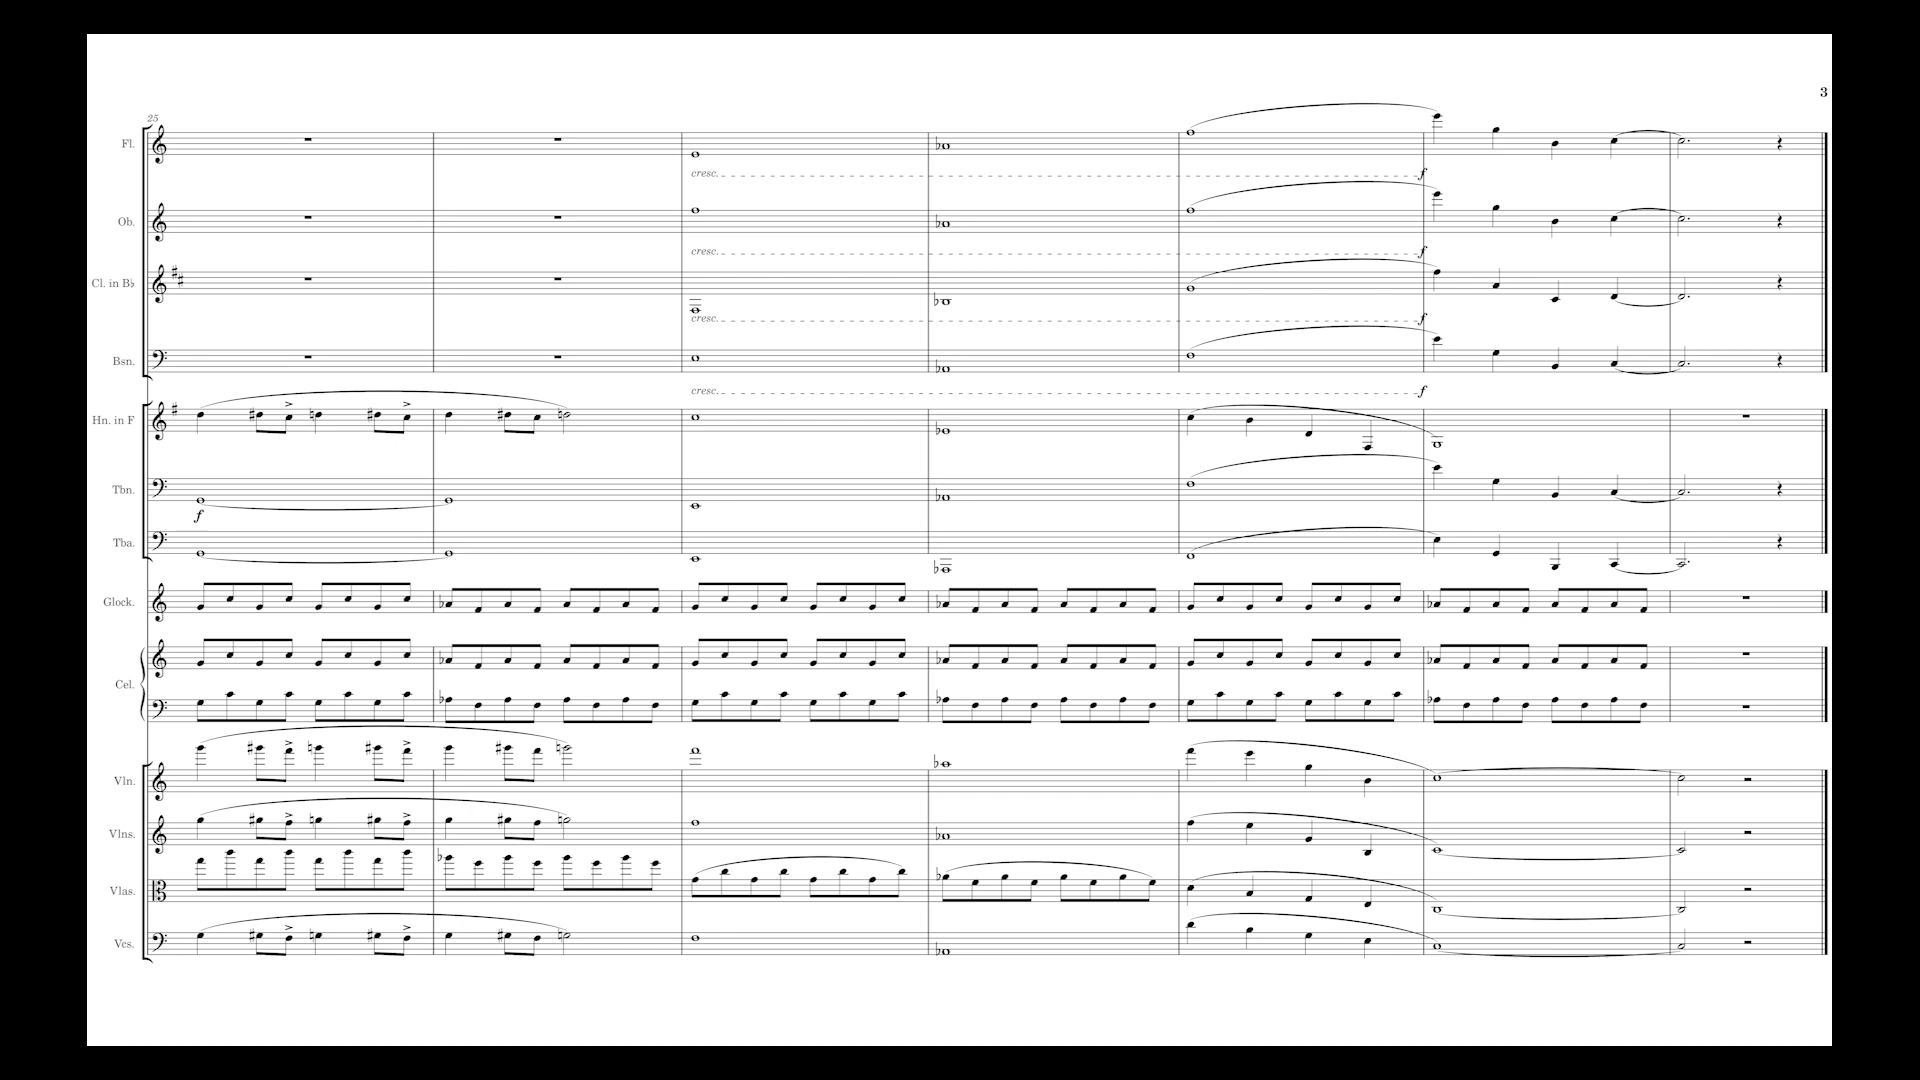 3
25
Fl.
cresc.
f
Ob.
cresc.
f
Cl. in B♭
cresc.
f
Bsn.
cresc.
f
Hn. in F
Tbn.
f
Tba.
Glock.
Cel.
Vln.
Vlns.
Vlas.
Vcs.